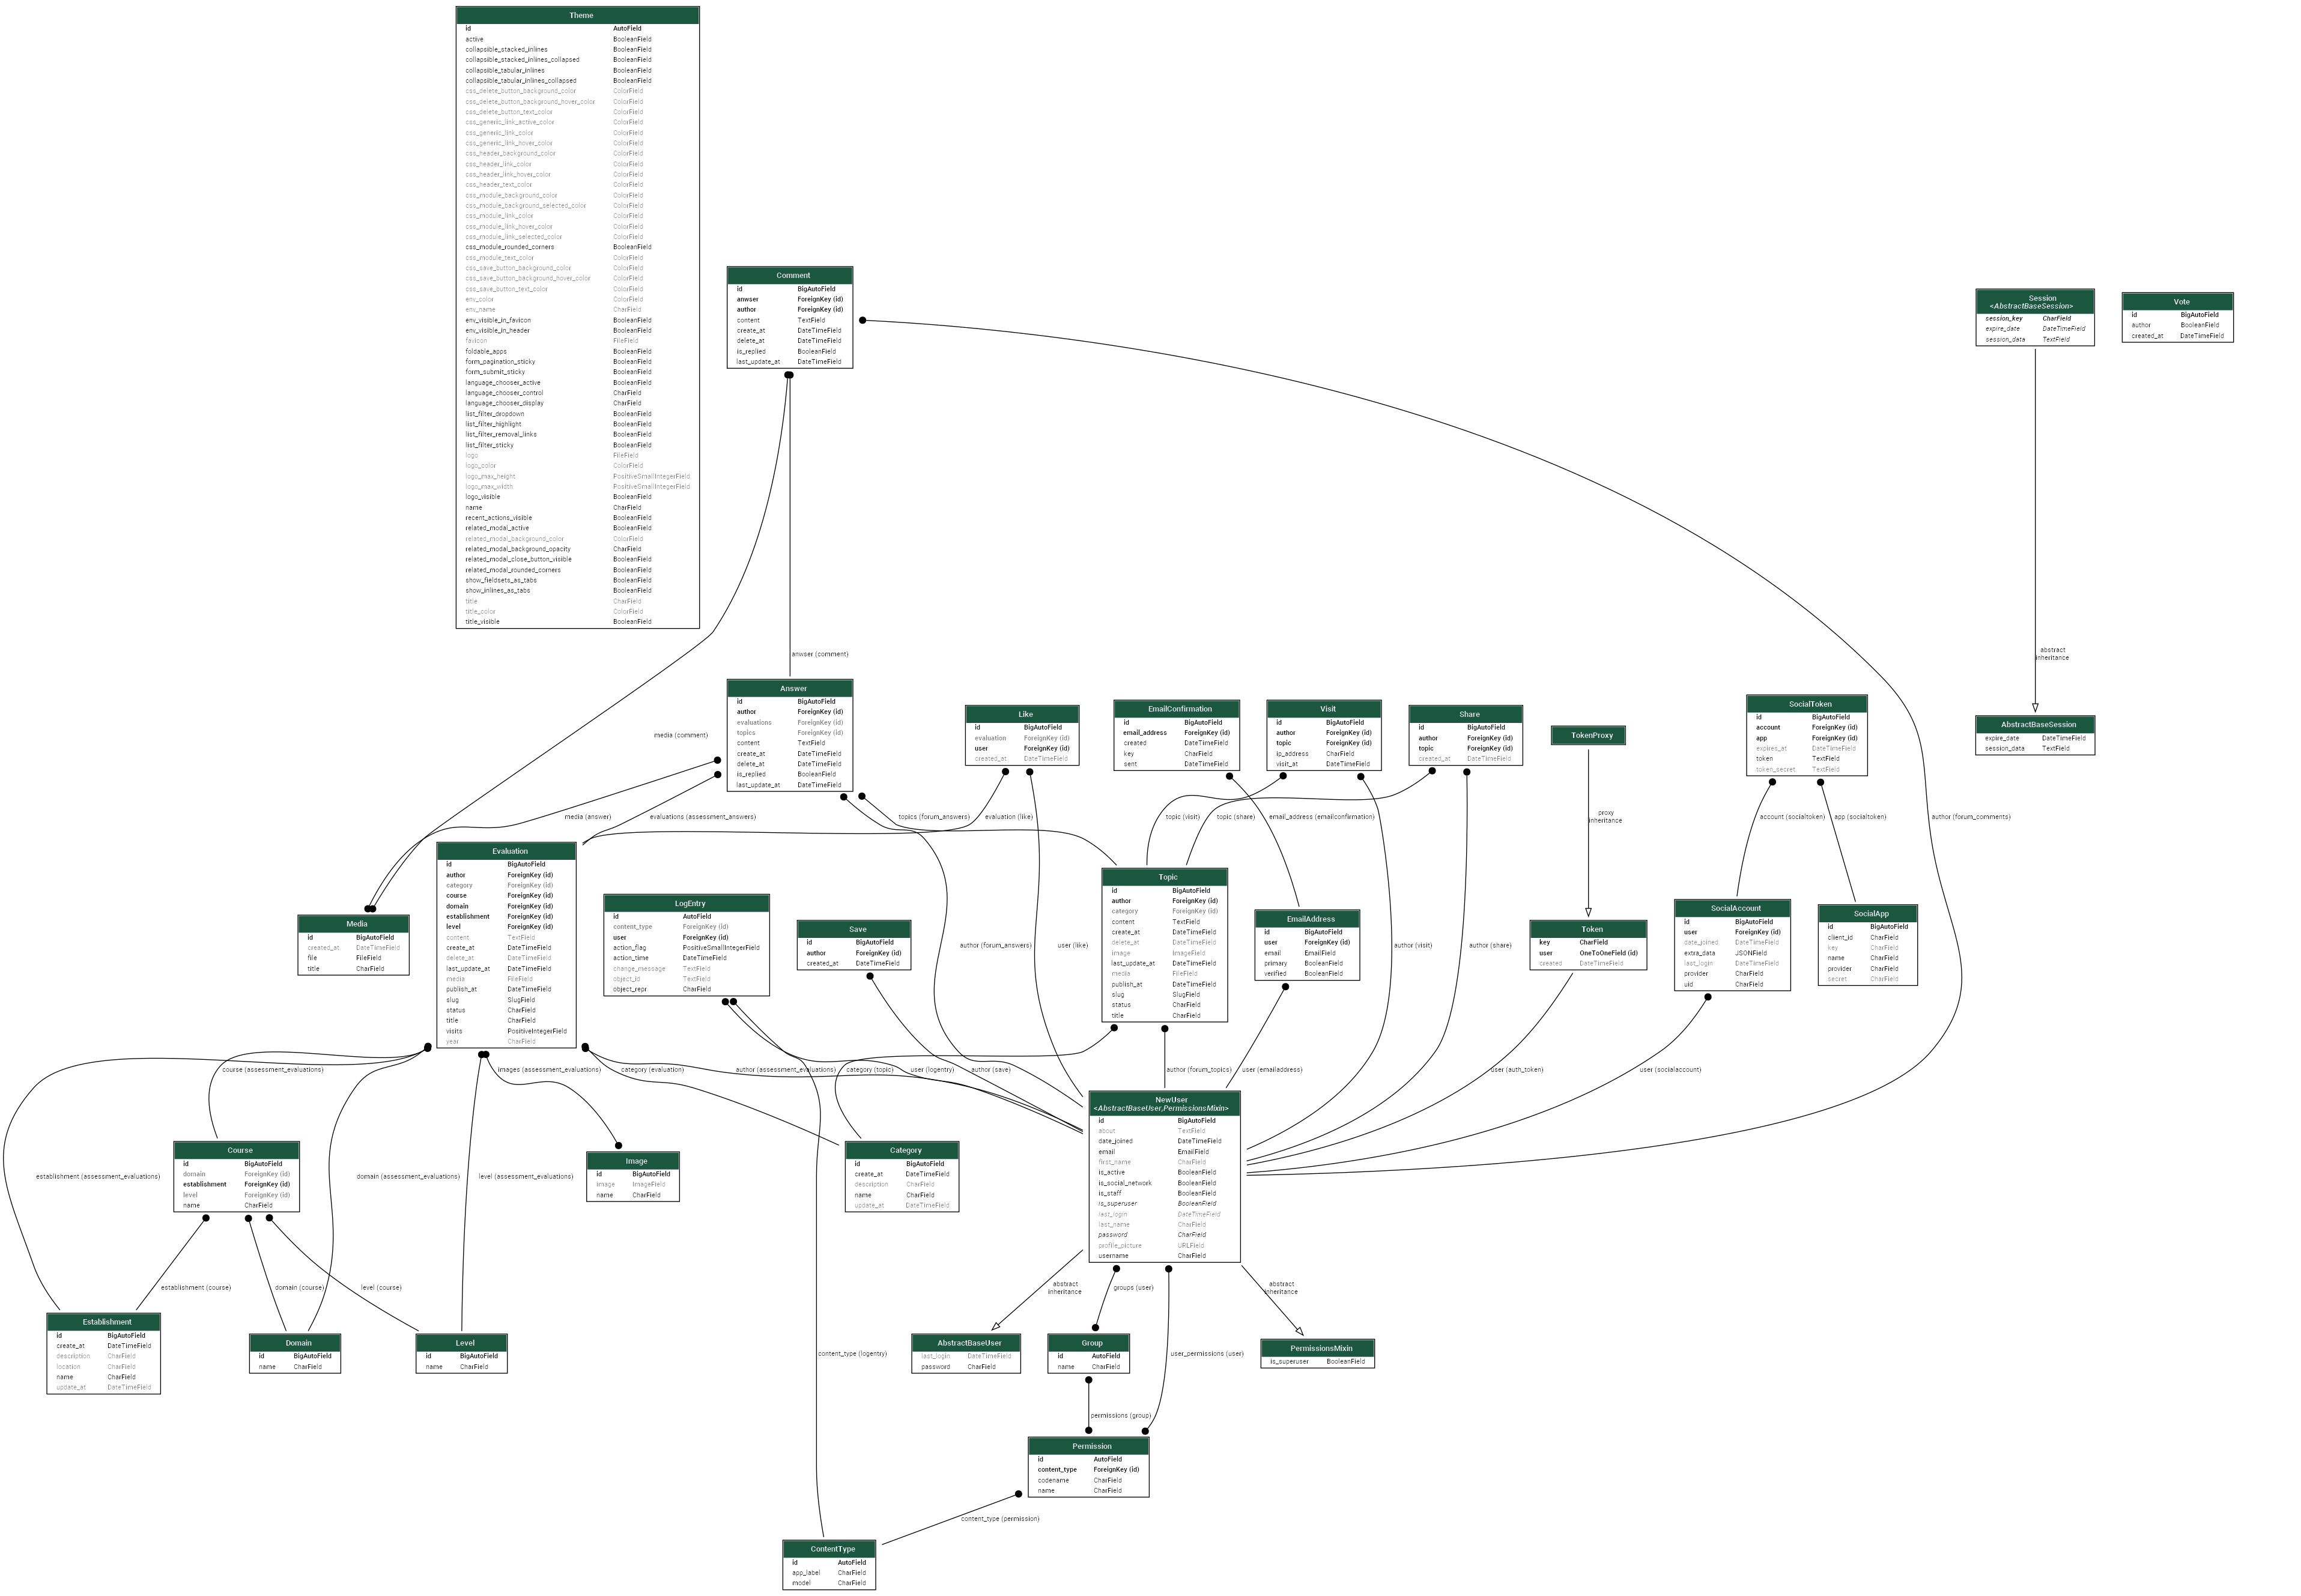 Theme
id AutoField
active BooleanField
collapsible_stacked_inlines BooleanField
collapsible_stacked_inlines_collapsed BooleanField
collapsible_tabular_inlines BooleanField
collapsible_tabular_inlines_collapsed BooleanField
css_delete_button_background_color ColorField
css_delete_button_background_hover_color ColorField
css_delete_button_text_color ColorField
css_generic_link_active_color ColorField
css_generic_link_color ColorField
css_generic_link_hover_color ColorField
css_header_background_color ColorField
css_header_link_color ColorField
css_header_link_hover_color ColorField
css_header_text_color ColorField
css_module_background_color ColorField
css_module_background_selected_color ColorField
css_module_link_color ColorField
css_module_link_hover_color ColorField
css_module_link_selected_color ColorField
css_module_rounded_corners BooleanField
css_module_text_color ColorField
css_save_button_background_color ColorField
css_save_button_background_hover_color ColorField
css_save_button_text_color ColorField
env_color ColorField
env_name CharField
env_visible_in_favicon BooleanField
env_visible_in_header BooleanField
favicon FileField
foldable_apps BooleanField
form_pagination_sticky BooleanField
form_submit_sticky BooleanField
language_chooser_active BooleanField
language_chooser_control CharField
language_chooser_display CharField
list_filter_dropdown BooleanField
list_filter_highlight BooleanField
list_filter_removal_links BooleanField
list_filter_sticky BooleanField
logo FileField
logo_color ColorField
logo_max_height PositiveSmallIntegerField
logo_max_width PositiveSmallIntegerField
logo_visible BooleanField
name CharField
recent_actions_visible BooleanField
related_modal_active BooleanField
related_modal_background_color ColorField
related_modal_background_opacity CharField
related_modal_close_button_visible BooleanField
related_modal_rounded_corners BooleanField
show_fieldsets_as_tabs BooleanField
show_inlines_as_tabs BooleanField
title CharField
title_color ColorField
title_visible BooleanField
Comment
id BigAutoField
anwser ForeignKey (id)
author ForeignKey (id)
content TextField
create_at DateTimeField
delete_at DateTimeField
is_replied BooleanField
last_update_at DateTimeField
Session
<AbstractBaseSession>
session_key CharField
expire_date DateTimeField
session_data TextField
Vote
id BigAutoField
author BooleanField
created_at DateTimeField
anwser (comment)
abstract
inheritance
Answer
id BigAutoField
author ForeignKey (id)
evaluations ForeignKey (id)
topics ForeignKey (id)
content TextField
create_at DateTimeField
delete_at DateTimeField
is_replied BooleanField
last_update_at DateTimeField
Like
id BigAutoField
evaluation ForeignKey (id)
user ForeignKey (id)
created_at DateTimeField
EmailConfirmation
id BigAutoField
email_address ForeignKey (id)
created DateTimeField
key CharField
sent DateTimeField
Visit
id BigAutoField
author ForeignKey (id)
topic ForeignKey (id)
ip_address CharField
visit_at DateTimeField
Share
id BigAutoField
author ForeignKey (id)
topic ForeignKey (id)
created_at DateTimeField
TokenProxy
SocialToken
id BigAutoField
account ForeignKey (id)
app ForeignKey (id)
expires_at DateTimeField
token TextField
token_secret TextField
AbstractBaseSession
expire_date DateTimeField
session_data TextField
media (comment)
media (answer)
evaluations (assessment_answers)
topics (forum_answers)
evaluation (like)
topic (visit)
topic (share)
email_address (emailconfirmation)
proxy
inheritance
account (socialtoken)
app (socialtoken)
author (forum_comments)
Evaluation
id BigAutoField
author ForeignKey (id)
category ForeignKey (id)
course ForeignKey (id)
domain ForeignKey (id)
establishment ForeignKey (id)
level ForeignKey (id)
content TextField
create_at DateTimeField
delete_at DateTimeField
last_update_at DateTimeField
media FileField
publish_at DateTimeField
slug SlugField
status CharField
title CharField
visits PositiveIntegerField
year CharField
Media
id BigAutoField
created_at DateTimeField
file FileField
title CharField
LogEntry
id AutoField
content_type ForeignKey (id)
user ForeignKey (id)
action_flag PositiveSmallIntegerField
action_time DateTimeField
change_message TextField
object_id TextField
object_repr CharField
Save
id BigAutoField
author ForeignKey (id)
created_at DateTimeField
author (forum_answers)
user (like)
Topic
id BigAutoField
author ForeignKey (id)
category ForeignKey (id)
content TextField
create_at DateTimeField
delete_at DateTimeField
image ImageField
last_update_at DateTimeField
media FileField
publish_at DateTimeField
slug SlugField
status CharField
title CharField
EmailAddress
id BigAutoField
user ForeignKey (id)
email EmailField
primary BooleanField
verified BooleanField
author (visit)
author (share)
Token
key CharField
user OneToOneField (id)
created DateTimeField
SocialAccount
id BigAutoField
user ForeignKey (id)
date_joined DateTimeField
extra_data JSONField
last_login DateTimeField
provider CharField
uid CharField
SocialApp
id BigAutoField
client_id CharField
key CharField
name CharField
provider CharField
secret CharField
course (assessment_evaluations)
images (assessment_evaluations)
category (evaluation)
author (assessment_evaluations)
category (topic)
user (logentry)
author (save)
author (forum_topics)
user (emailaddress)
user (auth_token)
user (socialaccount)
establishment (assessment_evaluations)
domain (assessment_evaluations)
level (assessment_evaluations)
Course
id BigAutoField
domain ForeignKey (id)
establishment ForeignKey (id)
level ForeignKey (id)
name CharField
Image
id BigAutoField
image ImageField
name CharField
Category
id BigAutoField
create_at DateTimeField
description CharField
name CharField
update_at DateTimeField
NewUser
<AbstractBaseUser,PermissionsMixin>
id BigAutoField
about TextField
date_joined DateTimeField
email EmailField
first_name CharField
is_active BooleanField
is_social_network BooleanField
is_staff BooleanField
is_superuser BooleanField
last_login DateTimeField
last_name CharField
password CharField
profile_picture URLField
username CharField
establishment (course)
domain (course)
level (course)
abstract
inheritance
groups (user)
abstract
inheritance
Establishment
id BigAutoField
create_at DateTimeField
description CharField
location CharField
name CharField
update_at DateTimeField
Domain
id BigAutoField
name CharField
Level
id BigAutoField
name CharField
content_type (logentry)
AbstractBaseUser
last_login DateTimeField
password CharField
Group
id AutoField
name CharField
user_permissions (user)
PermissionsMixin
is_superuser BooleanField
permissions (group)
Permission
id AutoField
content_type ForeignKey (id)
codename CharField
name CharField
content_type (permission)
ContentType
id AutoField
app_label CharField
model CharField